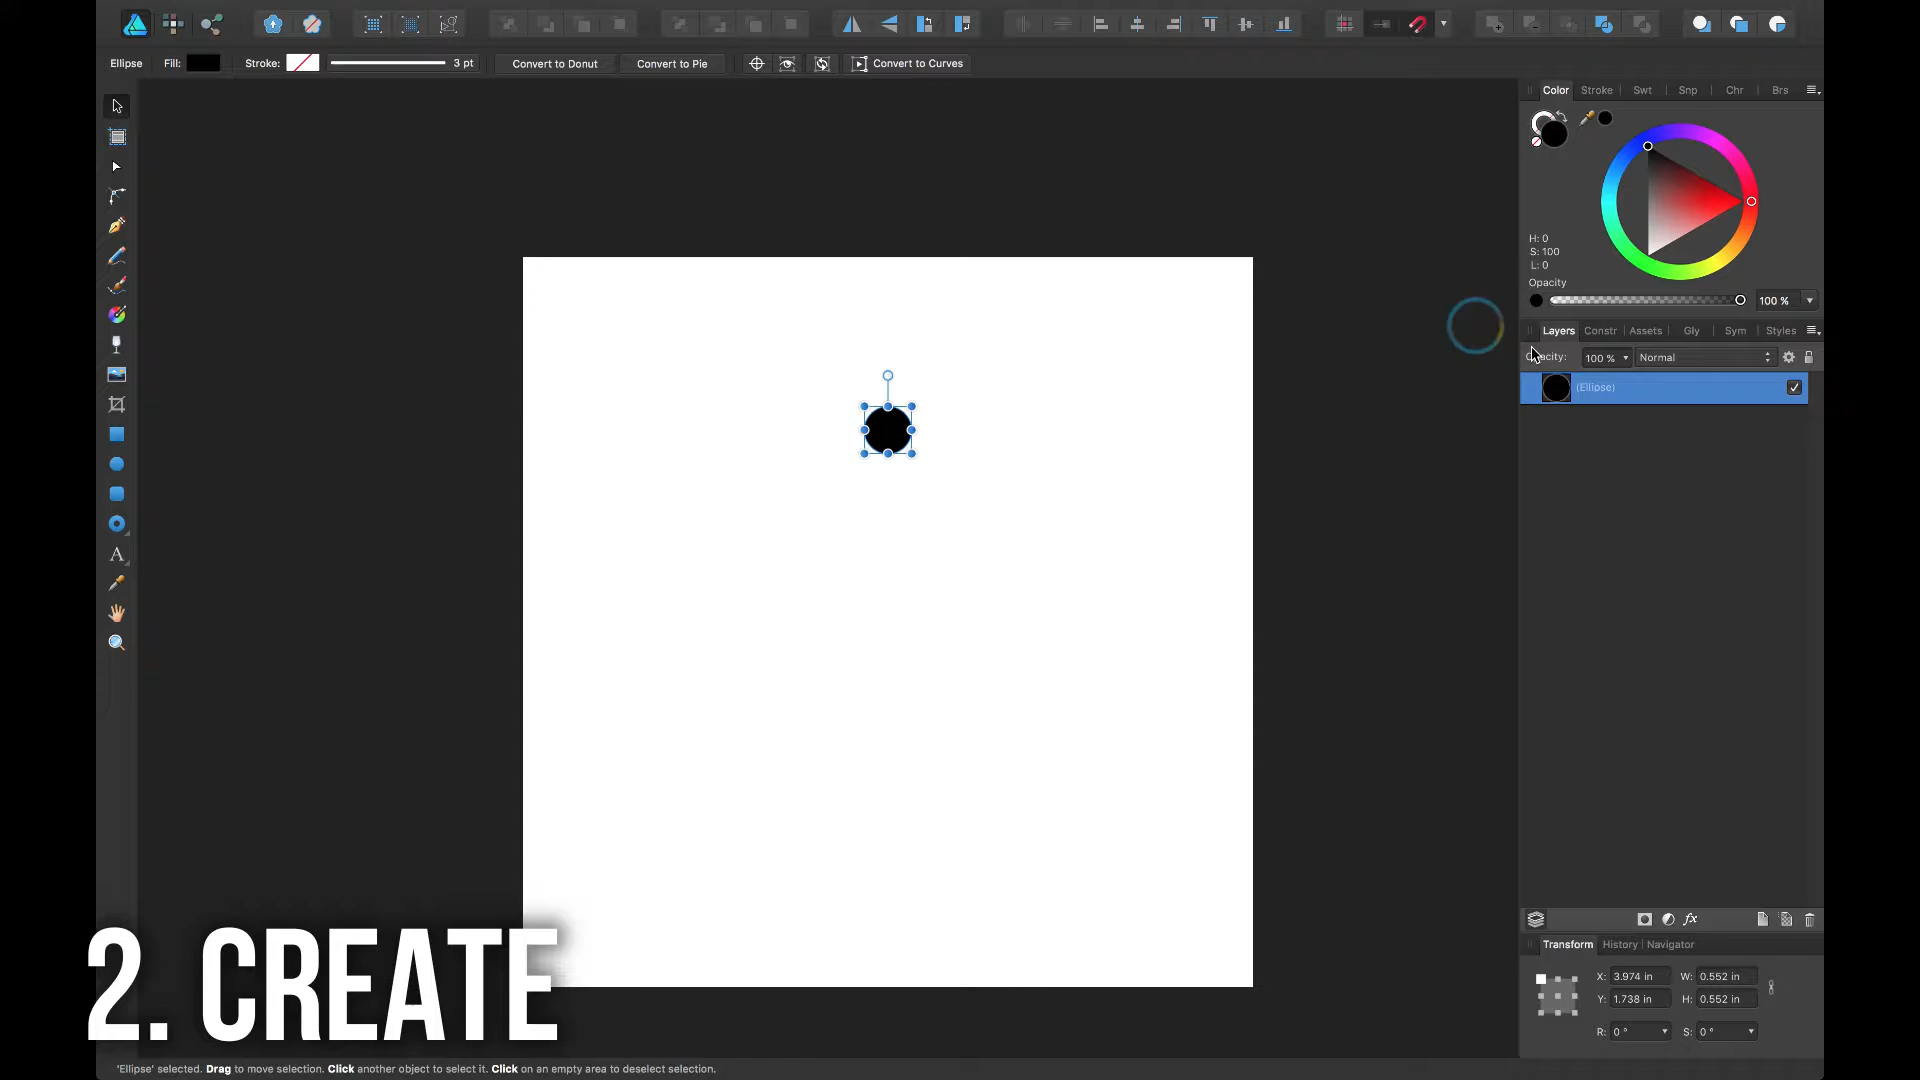 Ellipse Fill: Stroke: 3 pt Convert to Donut Convert to Pie Convert to Curves
Color Stroke Swt Snp Chr Brs
H: 0
S: 100
L: 0
Opacity
100 %
Layers Constr Assets Gly Sym Styles
100 % Normal
(Ellipse)
Transform History Navigator
X: 3.974 in W: 0.552 in
Y: 1.738 in H: 0.552 in
R: 0 ° S: 0 °
2. CREATE
'Ellipse' selected. Drag to move selection. Click another object to select it. Click on an empty area to deselect selection.